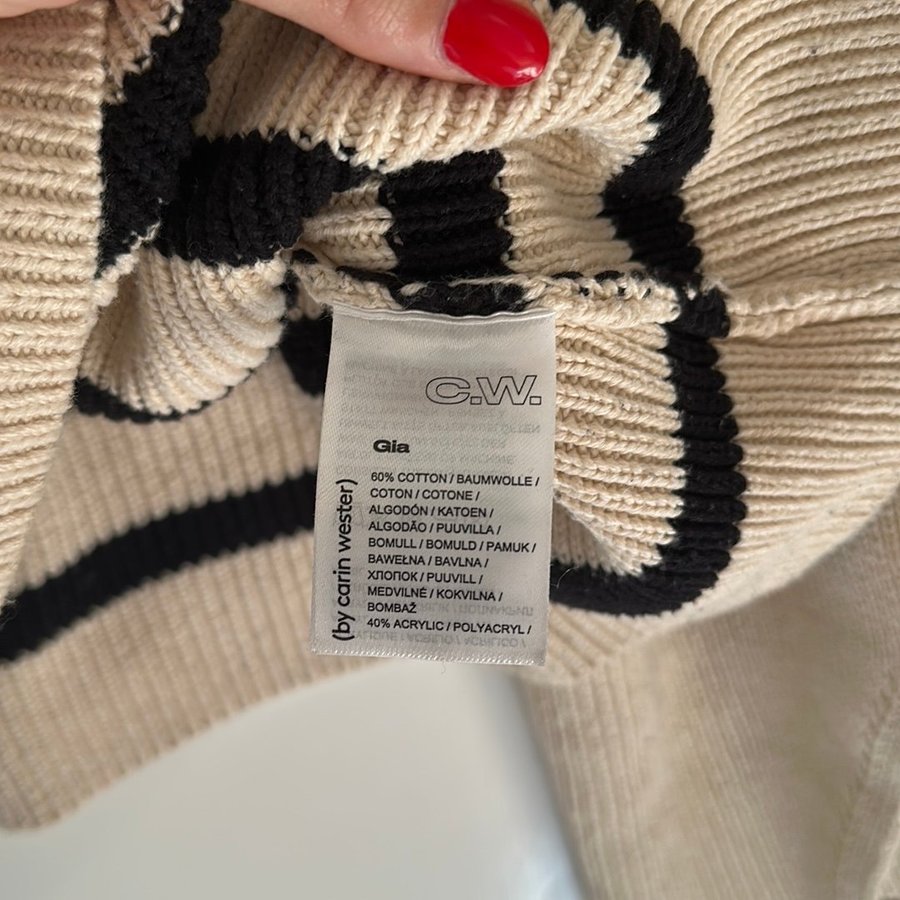 C.W.
Gia
(by carin wester)
60% COTTON / BAUMWOLLE /
COTON / COTONE /
ALGODÓN / KATOEN /
ALGODÃO / PUUVILLA /
BOMULL / BOMULD / PAMUK /
BAWEŁNA / BAVLNA /
ХЛОПОК / PUUVILL /
MEDVILNĖ / KOKVILNA /
BOMBAŽ
40% ACRYLIC / POLYACRYL /